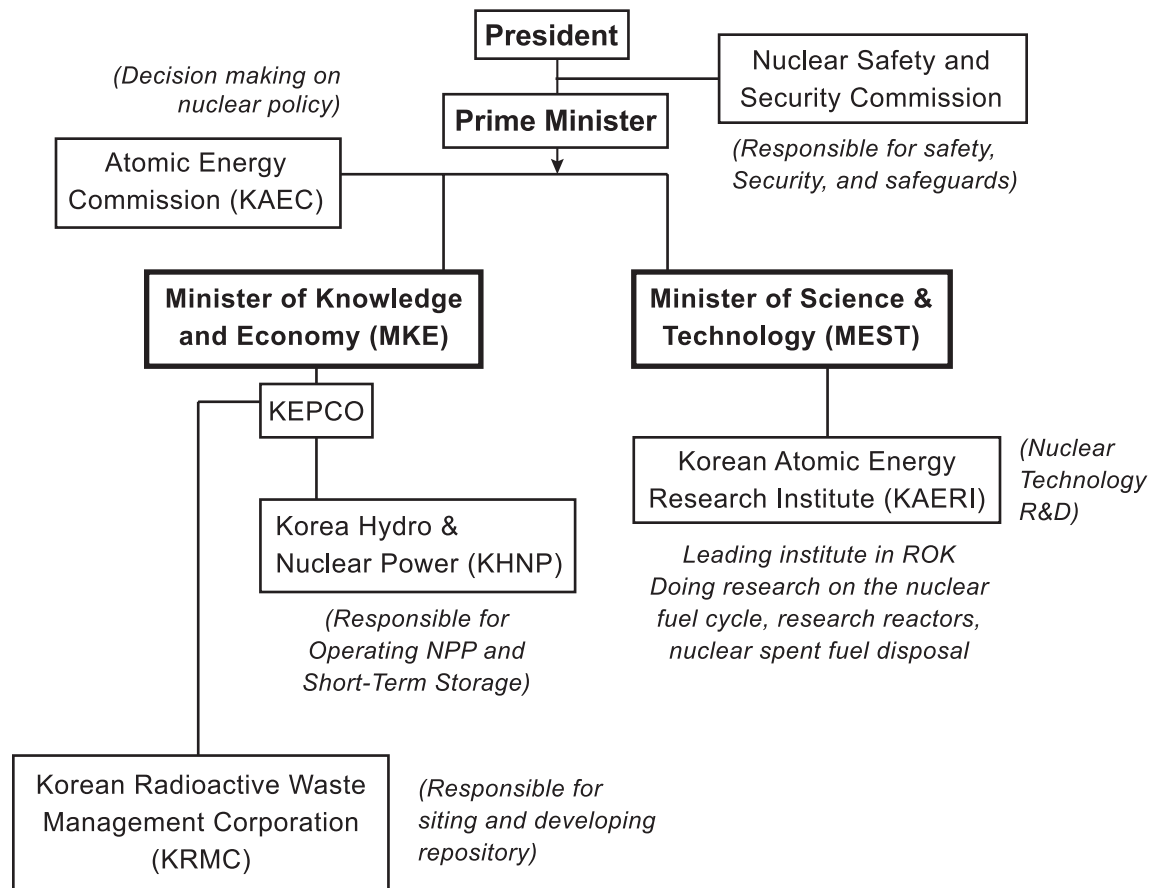 President
Nuclear Safety and
Security Commission
(Decision making on
nuclear policy)
Prime Minister
(Responsible for safety,
Security, and safeguards)
Atomic Energy
Commission (KAEC)
Minister of Knowledge
and Economy (MKE)
Minister of Science &
Technology (MEST)
KEPCO
Korean Atomic Energy
Research Institute (KAERI)
(Nuclear
Technology
R&D)
Korea Hydro &
Nuclear Power (KHNP)
Leading institute in ROK
Doing research on the nuclear
fuel cycle, research reactors,
nuclear spent fuel disposal
(Responsible for
Operating NPP and
Short-Term Storage)
Korean Radioactive Waste
Management Corporation
(KRMC)
(Responsible for
siting and developing
repository)